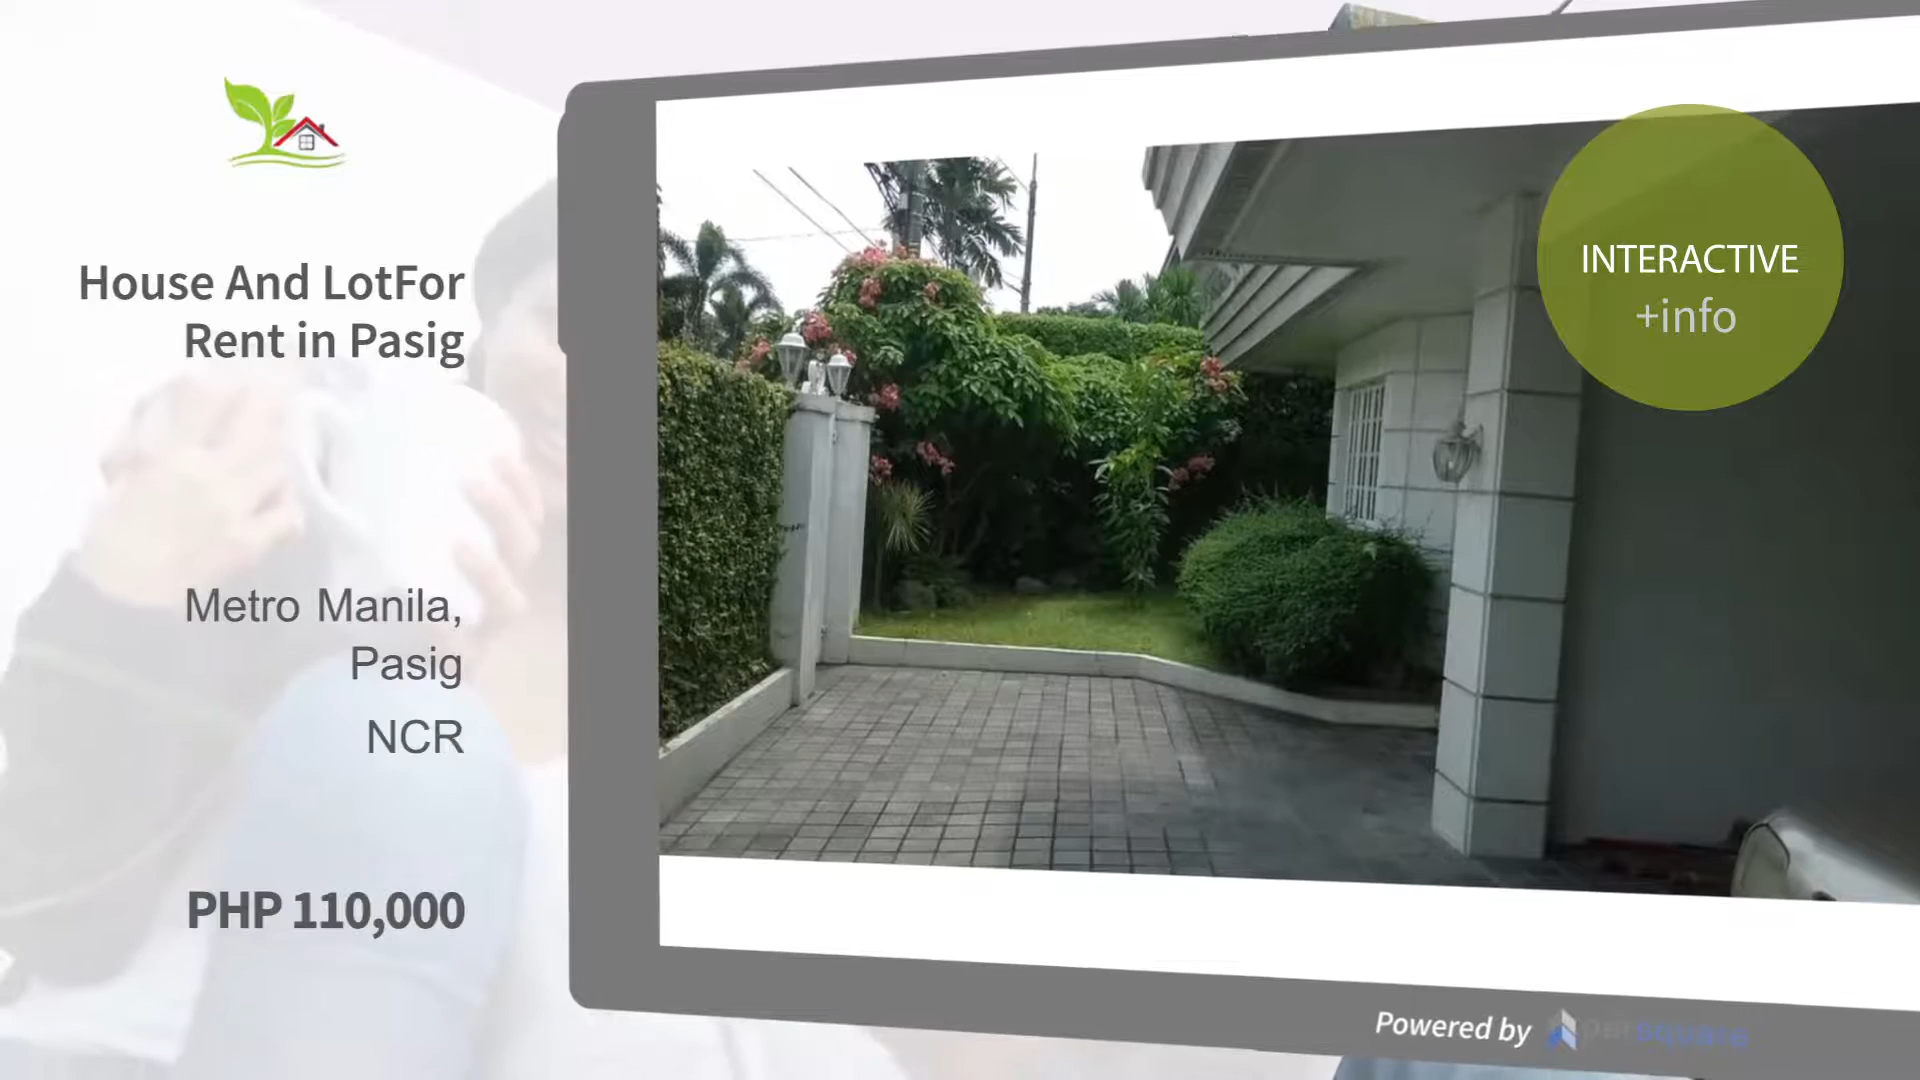 House And LotFor
Rent in Pasig
Metro Manila,
Pasig
NCR
PHP 110,000
INTERACTIVE
+info
Powered by